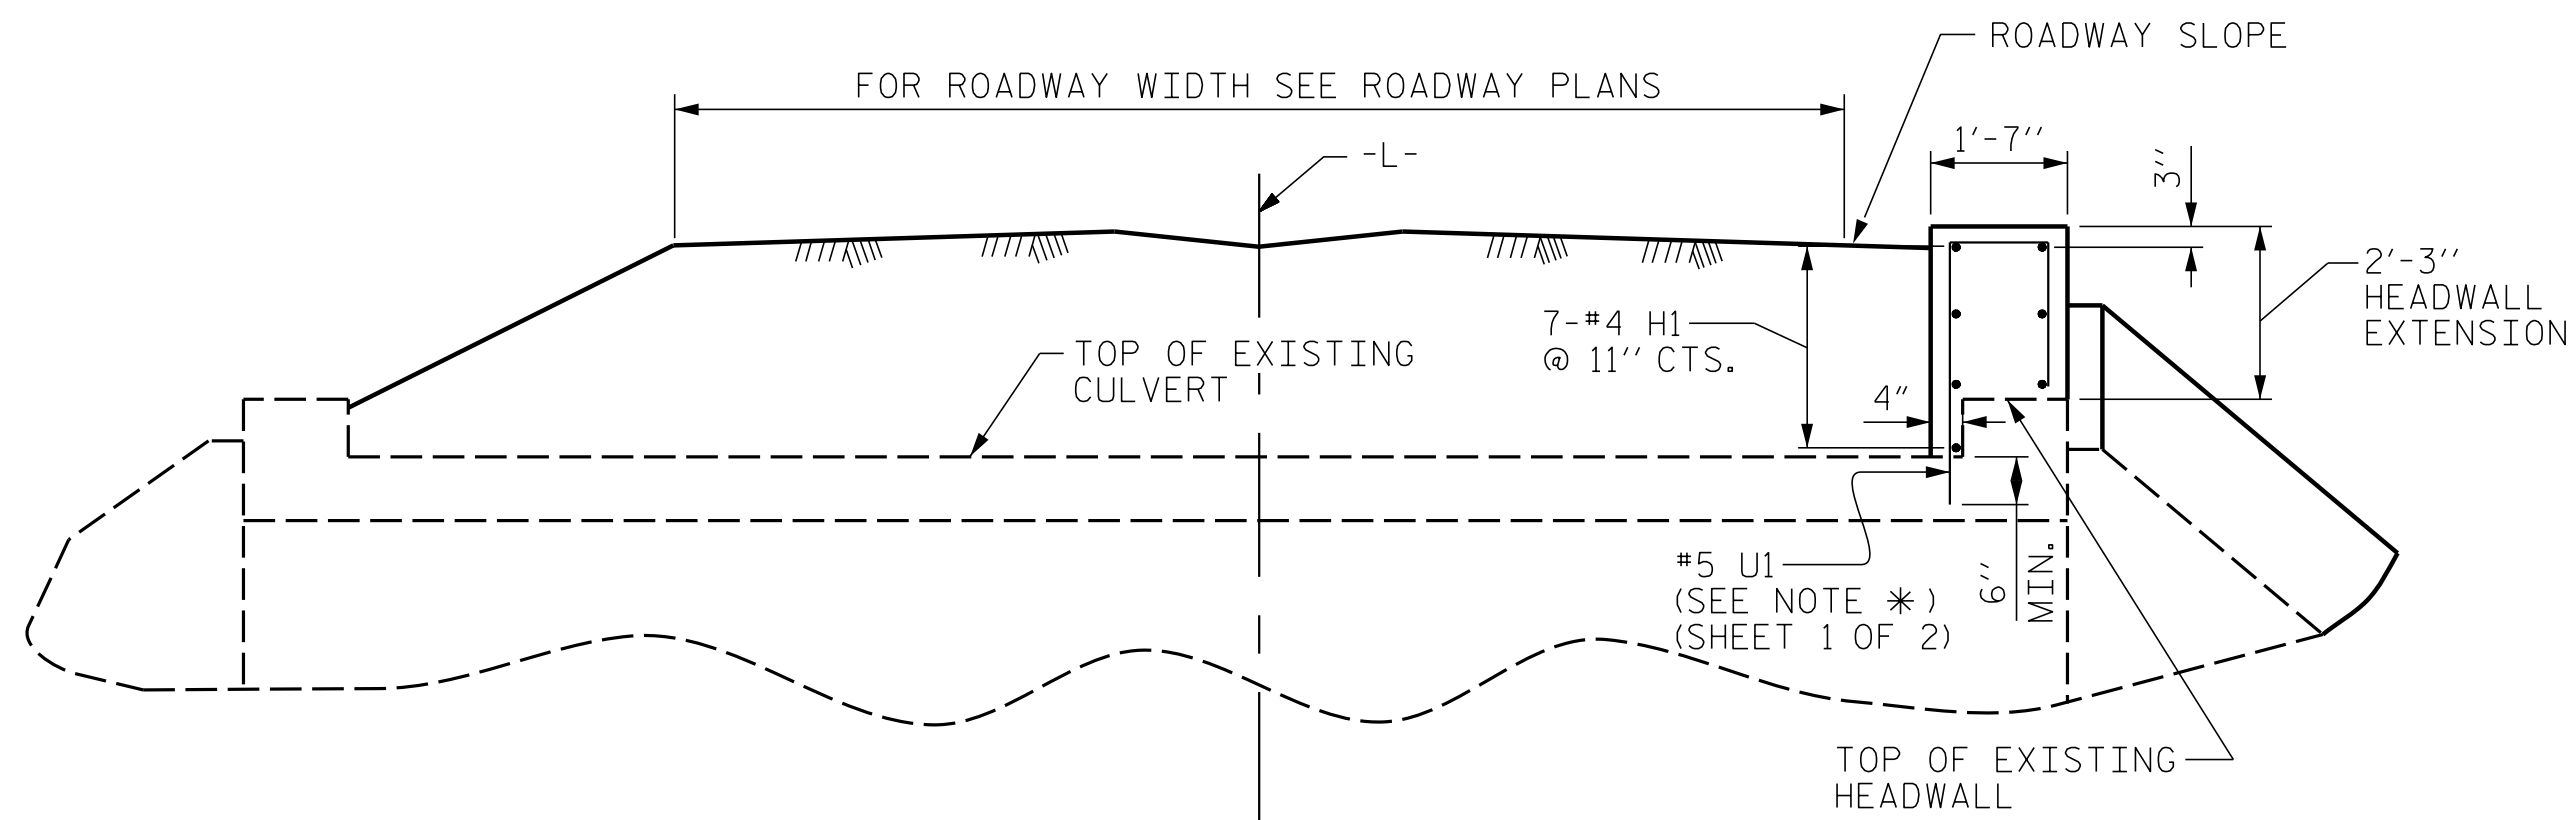 ROADWAY SLOPE
FOR ROADWAY WIDTH SEE ROADWAY PLANS
1'-7''
-L-
3''
2'-3''
HEADWALL
EXTENSION
7-#4 H1
@ 11'' CTS.
TOP OF EXISTING
CULVERT
4"
#5 U1
(SEE NOTE *)
(SHEET 1 OF 2)
6''
MIN.
TOP OF EXISTING
HEADWALL